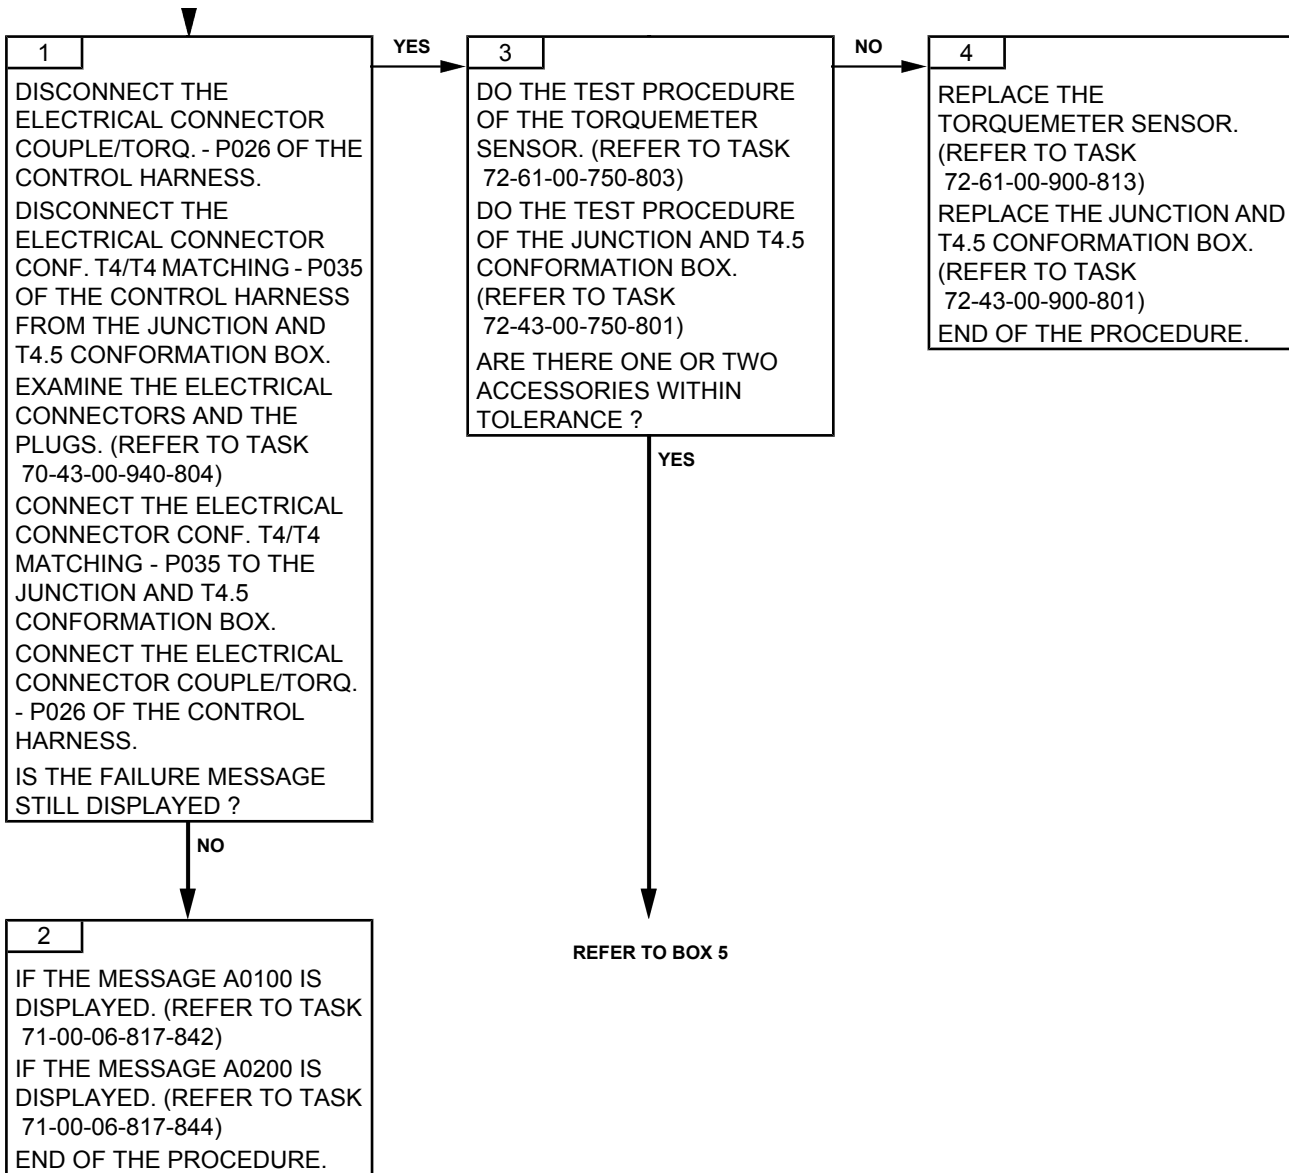 1
DISCONNECT THE
ELECTRICAL CONNECTOR
COUPLE/TORQ. - P026 OF THE
CONTROL HARNESS.
DISCONNECT THE
ELECTRICAL CONNECTOR
CONF. T4/T4 MATCHING - P035
OF THE CONTROL HARNESS
FROM THE JUNCTION AND
T4.5 CONFORMATION BOX.
EXAMINE THE ELECTRICAL
CONNECTORS AND THE
PLUGS. (REFER TO TASK
70-43-00-940-804)
CONNECT THE ELECTRICAL
CONNECTOR CONF. T4/T4
MATCHING - P035 TO THE
JUNCTION AND T4.5
CONFORMATION BOX.
CONNECT THE ELECTRICAL
CONNECTOR COUPLE/TORQ.
- P026 OF THE CONTROL
HARNESS.
IS THE FAILURE MESSAGE
STILL DISPLAYED ?
YES
NO
2
IF THE MESSAGE A0100 IS
DISPLAYED. (REFER TO TASK
71-00-06-817-842)
IF THE MESSAGE A0200 IS
DISPLAYED. (REFER TO TASK
71-00-06-817-844)
END OF THE PROCEDURE.
3
DO THE TEST PROCEDURE
OF THE TORQUEMETER
SENSOR. (REFER TO TASK
72-61-00-750-803)
DO THE TEST PROCEDURE
OF THE JUNCTION AND T4.5
CONFORMATION BOX.
(REFER TO TASK
72-43-00-750-801)
ARE THERE ONE OR TWO
ACCESSORIES WITHIN
TOLERANCE ?
NO
YES
REFER TO BOX 5
4
REPLACE THE
TORQUEMETER SENSOR.
(REFER TO TASK
72-61-00-900-813)
REPLACE THE JUNCTION AND
T4.5 CONFORMATION BOX.
(REFER TO TASK
72-43-00-900-801)
END OF THE PROCEDURE.